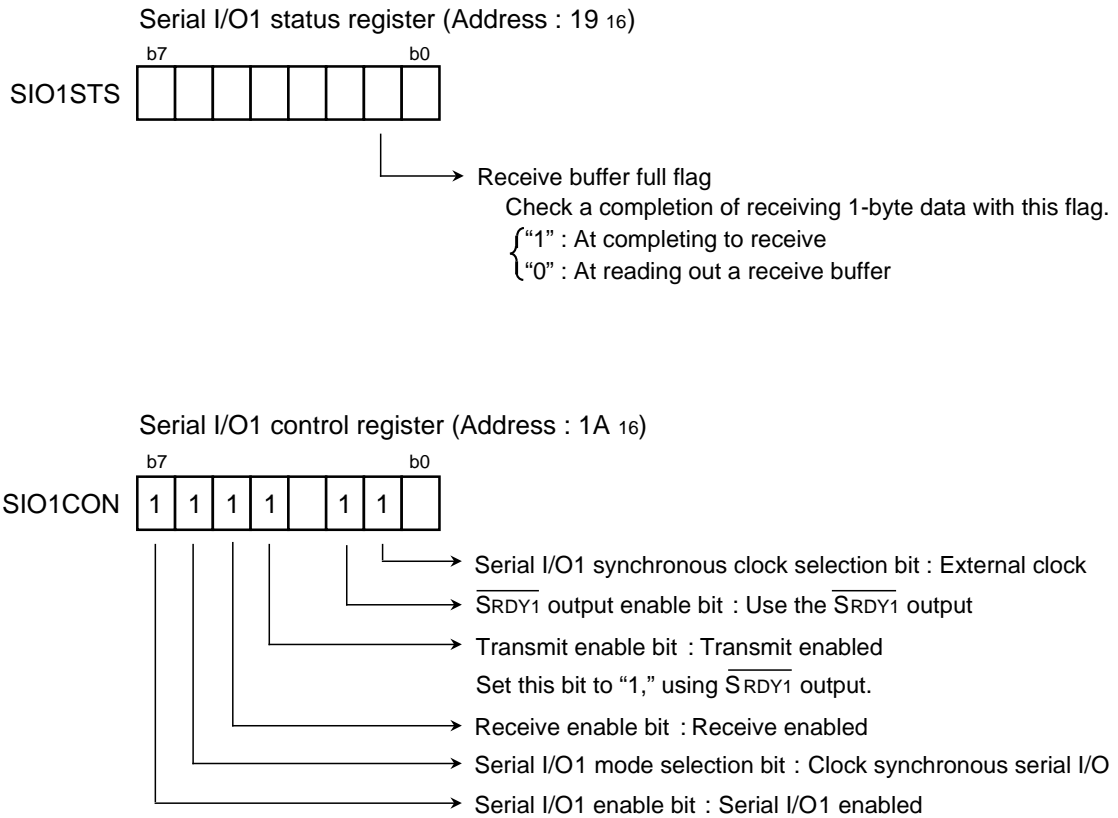 Serial I/O1 status register (Address : 19 16)
b7 b0
SIO1STS
Receive buffer full flag
Check a completion of receiving 1-byte data with this flag.
“1” : At completing to receive
“0” : At reading out a receive buffer
Serial I/O1 control register (Address : 1A 16)
b7 b0
SIO1CON 1 1 1 1 1 1
Serial I/O1 synchronous clock selection bit : External clock
SRDY1 output enable bit : Use the SRDY1 output
Transmit enable bit : Transmit enabled
Set this bit to “1,” using SRDY1 output.
Receive enable bit : Receive enabled
Serial I/O1 mode selection bit : Clock synchronous serial I/O
Serial I/O1 enable bit : Serial I/O1 enabled